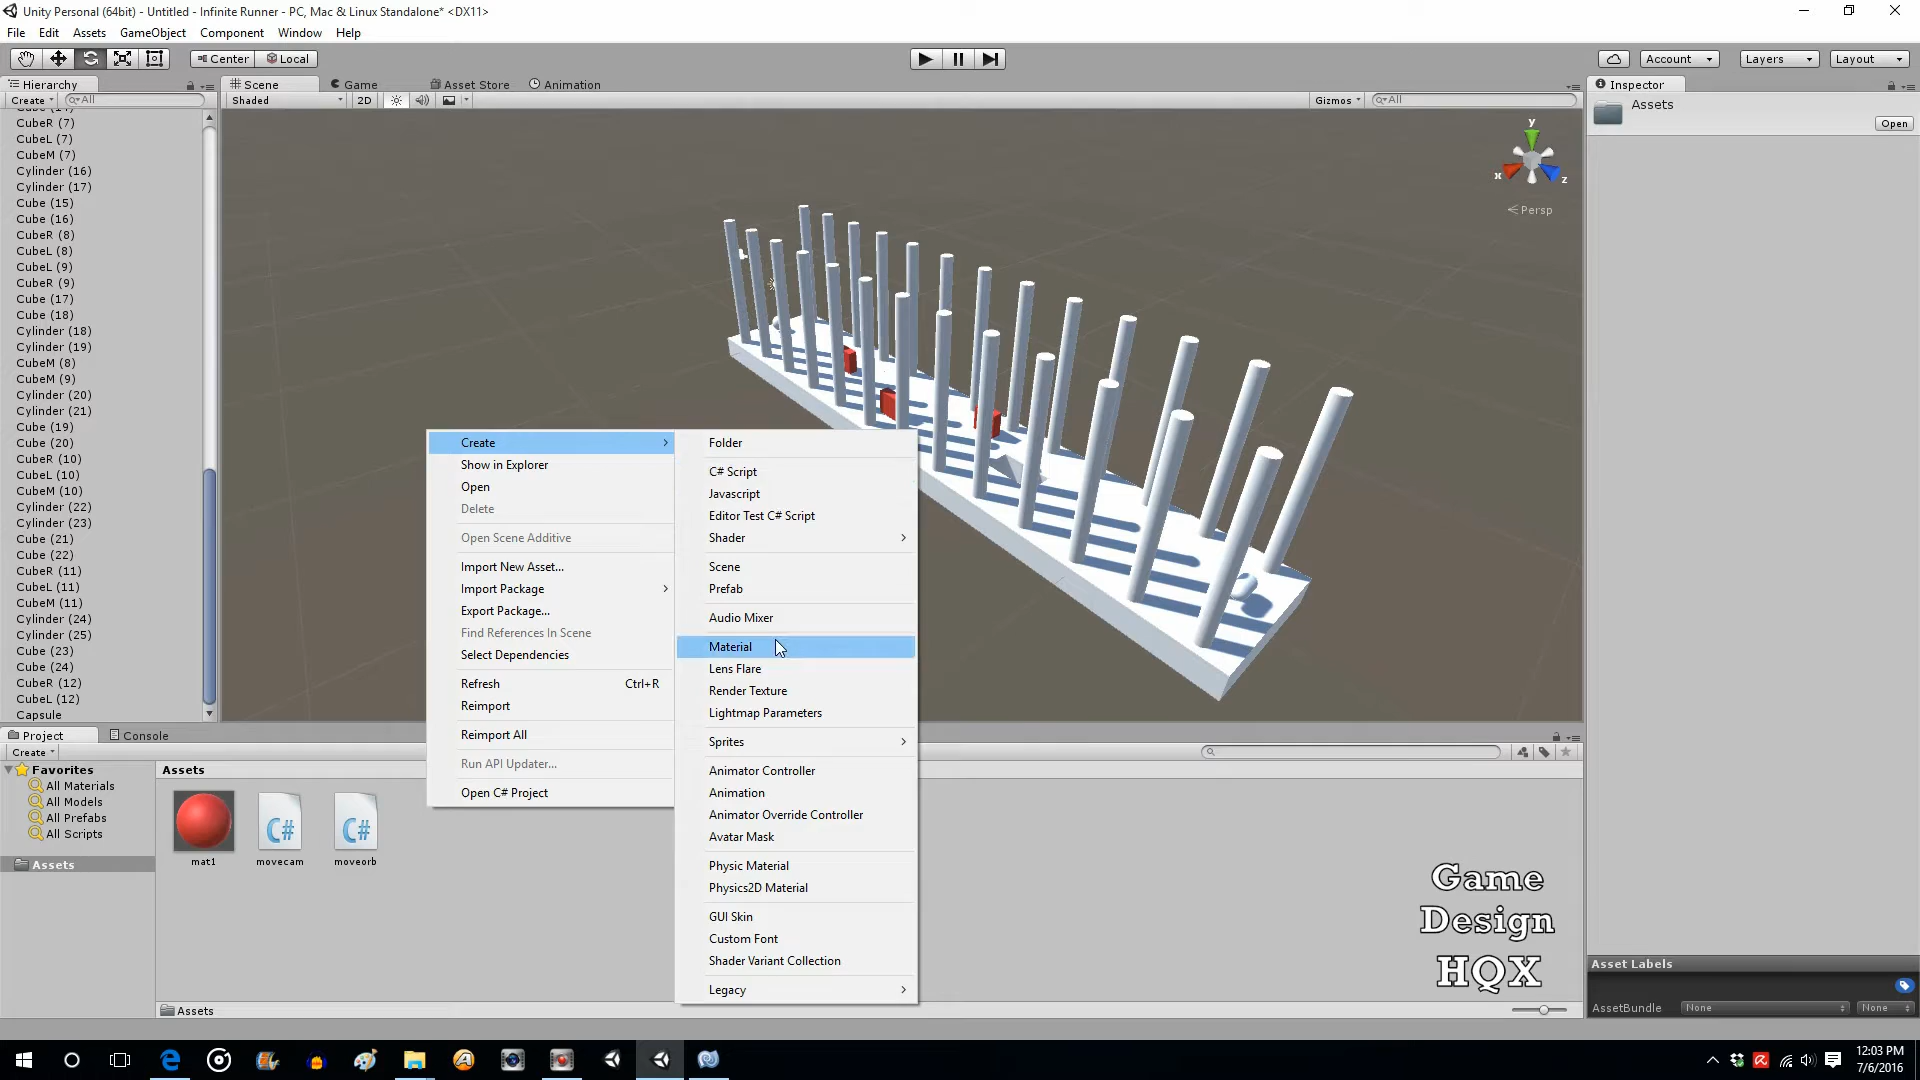 Unity Personal (64bit) - Untitled - Infinite Runner - PC, Mac & Linux Standalone* <DX11>
File Edit Assets GameObject Component Window Help
Center Local
Account Layers Layout
Hierarchy
Create All
CubeR (7)
CubeL (7)
CubeM (7)
Cylinder (16)
Cylinder (17)
Cube (15)
Cube (16)
CubeR (8)
CubeL (8)
CubeL (9)
CubeR (9)
Cube (17)
Cube (18)
Cylinder (18)
Cylinder (19)
CubeM (8)
CubeM (9)
Cylinder (20)
Cylinder (21)
Cube (19)
Cube (20)
CubeR (10)
CubeL (10)
CubeM (10)
Cylinder (22)
Cylinder (23)
Cube (21)
Cube (22)
CubeR (11)
CubeL (11)
CubeM (11)
Cylinder (24)
Cylinder (25)
Cube (23)
Cube (24)
CubeR (12)
CubeL (12)
Capsule
Scene Game Asset Store Animation
Shaded 2D Gizmos All
y
x
z
Persp
Inspector
Assets
Open
Create
Show in Explorer
Open
Delete
Open Scene Additive
Import New Asset...
Import Package
Export Package...
Find References In Scene
Select Dependencies
Refresh Ctrl+R
Reimport
Reimport All
Run API Updater...
Open C# Project
Folder
C# Script
Javascript
Editor Test C# Script
Shader
Scene
Prefab
Audio Mixer
Material
Lens Flare
Render Texture
Lightmap Parameters
Sprites
Animator Controller
Animation
Animator Override Controller
Avatar Mask
Physic Material
Physics2D Material
GUI Skin
Custom Font
Shader Variant Collection
Legacy
Project Console
Create
Favorites
All Materials
All Models
All Prefabs
All Scripts
Assets
Assets
C#
C#
mat1
movecam
moveorb
Assets
Game
Design
HQX
Asset Labels
AssetBundle None None
12:03 PM
7/6/2016